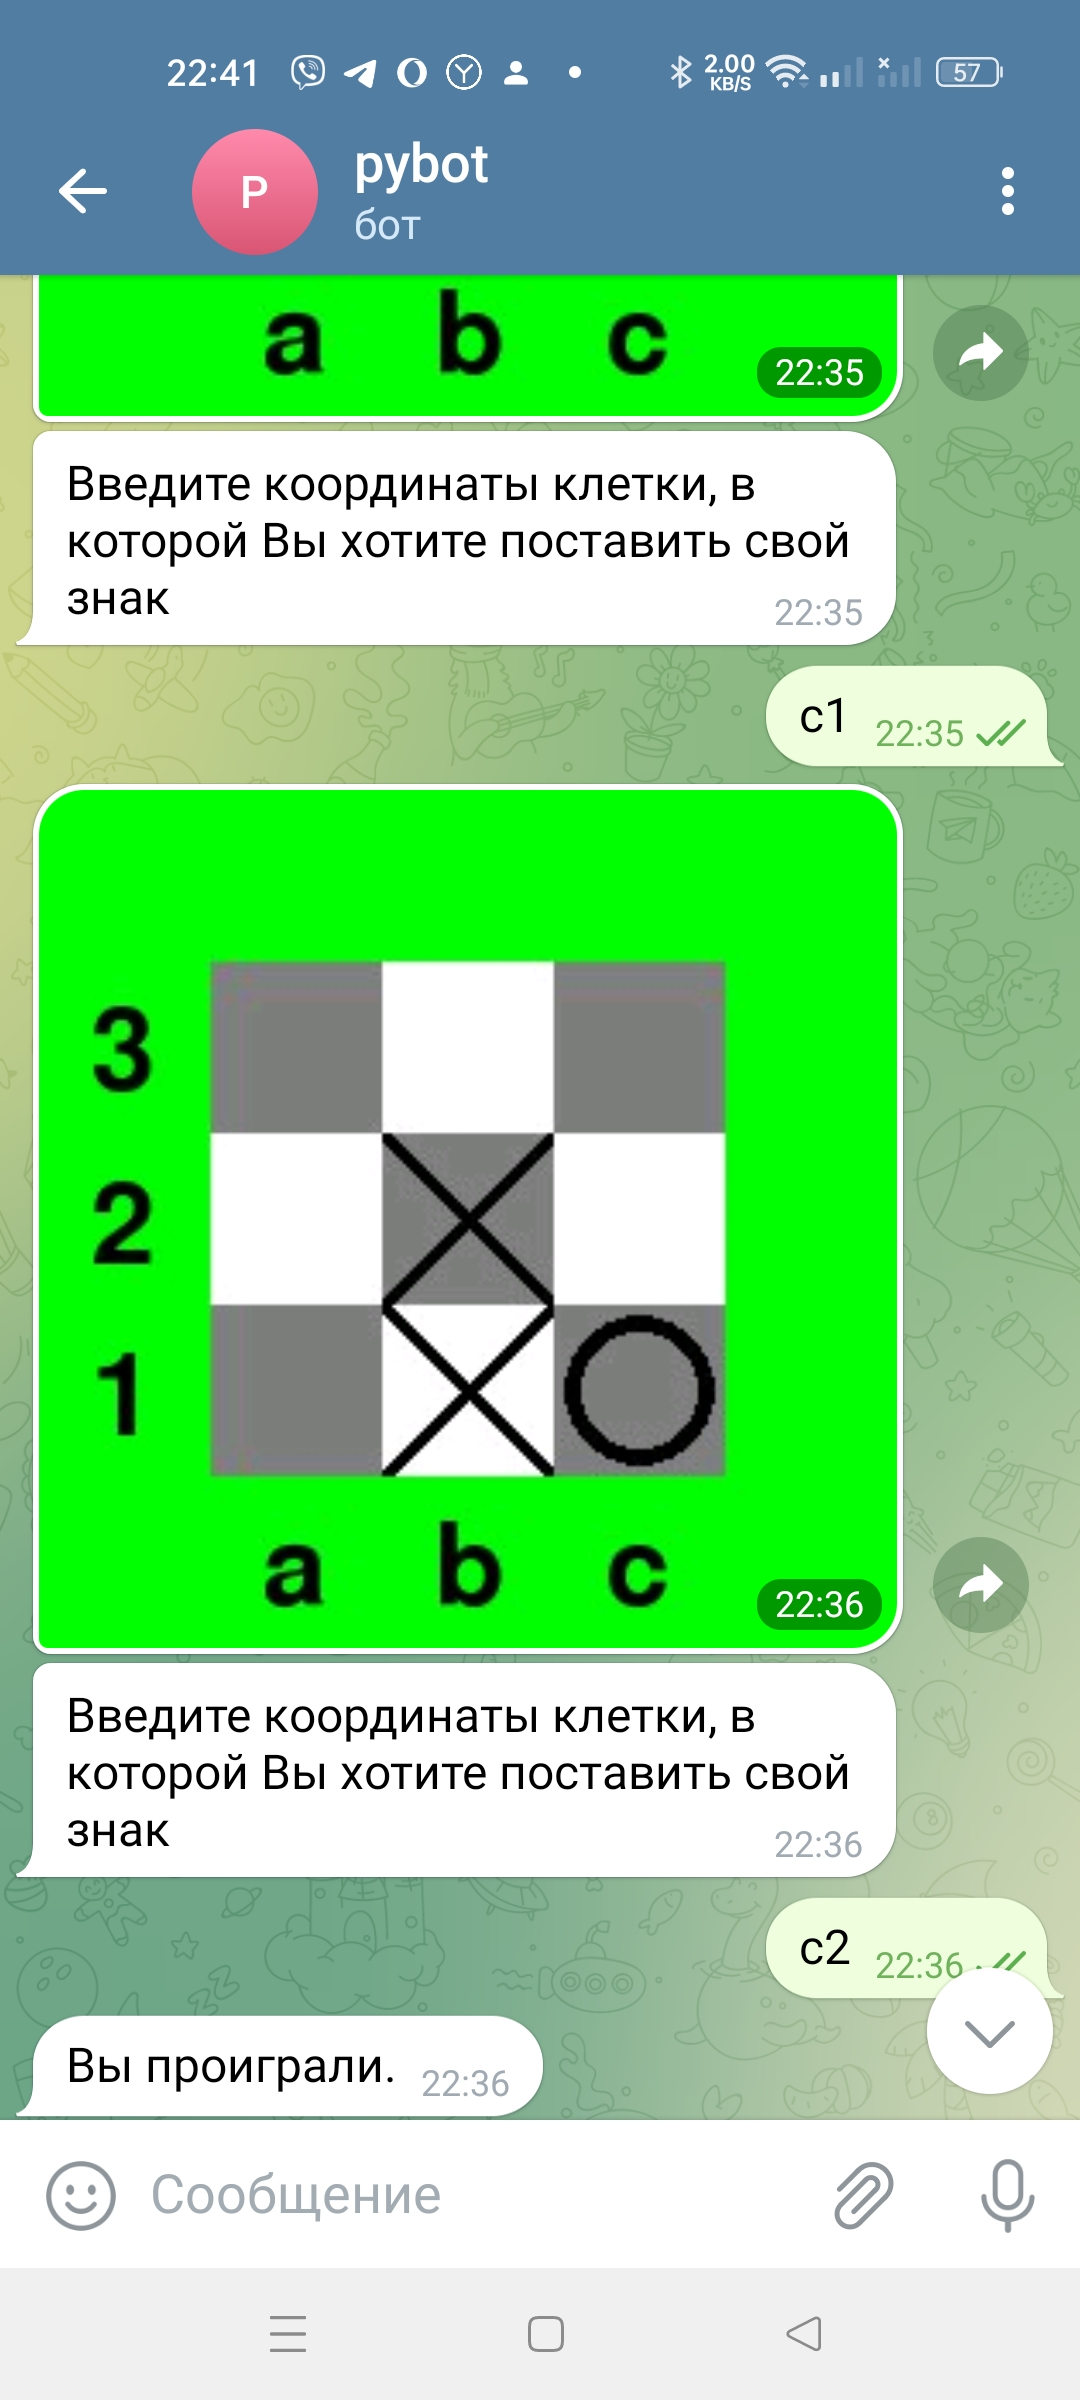 22:41
2.00
KB/S
57
P
pybot
бот
a b c
22:35
Введите координаты клетки, в
которой Вы хотите поставить свой
знак
22:35
c1 22:35
3
2
1
a b c
22:36
Введите координаты клетки, в
которой Вы хотите поставить свой
знак
22:36
c2 22:36
Вы проиграли. 22:36
Сообщение